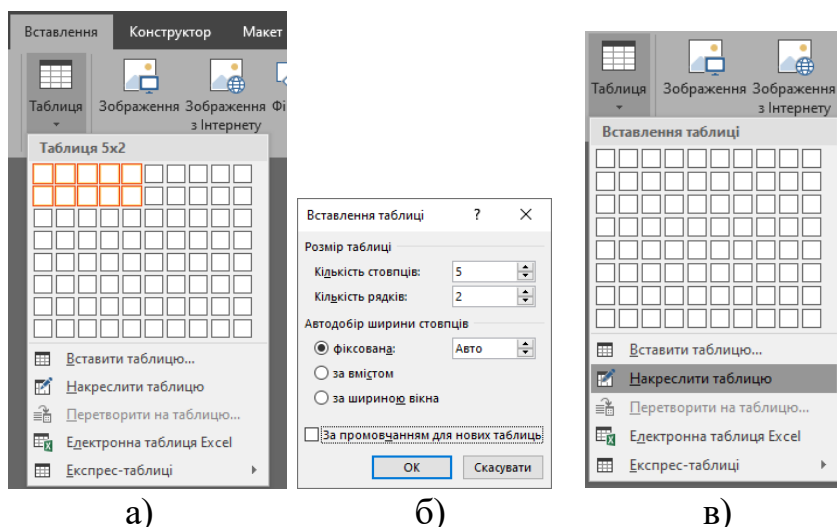 Вставлення Конструктор Макет
Таблиця Зображення Зображення з Інтернету Фі
Таблиця 5x2
Вставити таблицю...
Накреслити таблицю
Перетворити на таблицю...
Електронна таблиця Excel
Експрес-таблиці
а)
Вставлення таблиці ? ×
Розмір таблиці
Кількість стовпців: 5
Кількість рядків: 2
Автодобір ширини стовпців
фіксована: Авто
за вмістом
за шириною вікна
За промовчанням для нових таблиць
ОК Скасувати
б)
Таблиця Зображення Зображення з Інтернету
Вставлення таблиці
Вставити таблицю...
Накреслити таблицю
Перетворити на таблицю...
Електронна таблиця Excel
Експрес-таблиці
в)